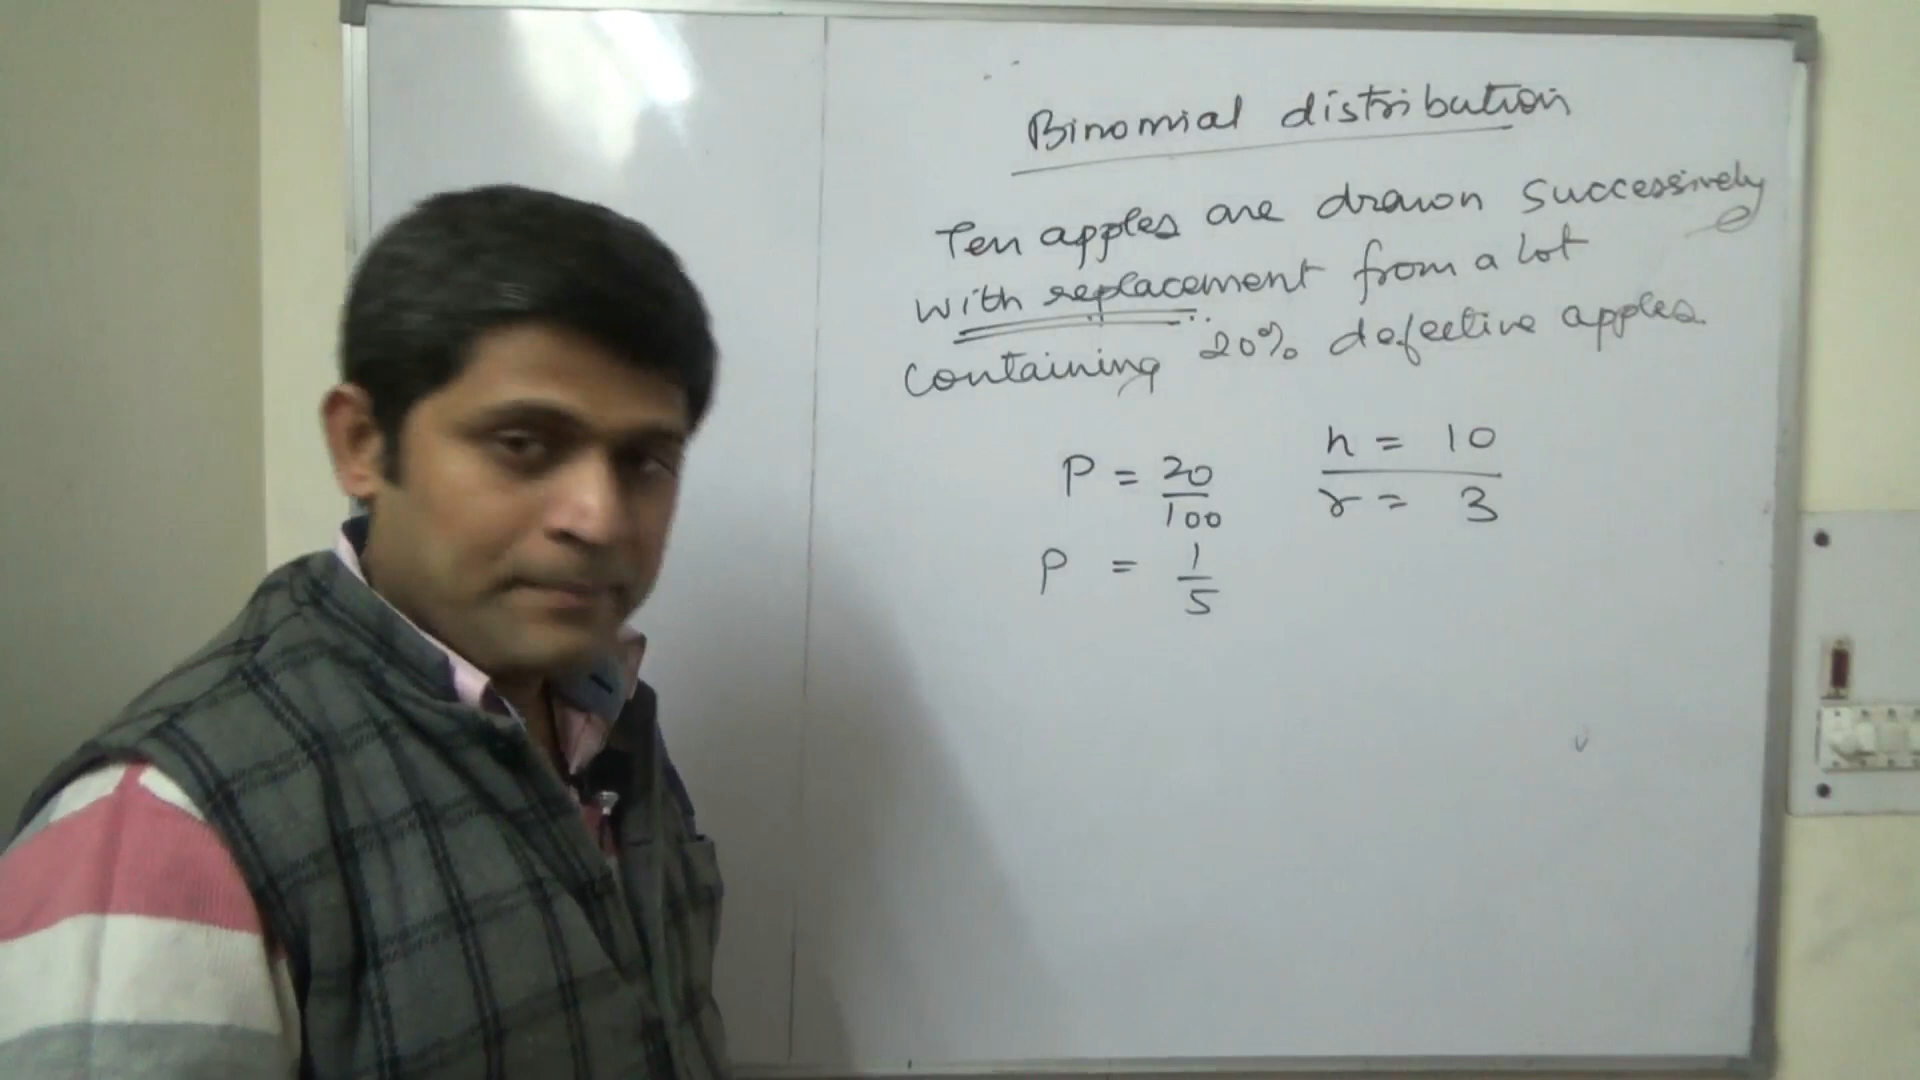 Binomial distribution
Ten apples are drawn successively
with replacement from a lot
containing 20% defective apples.
P = 20/100
n = 10
r = 3
P = 1/5